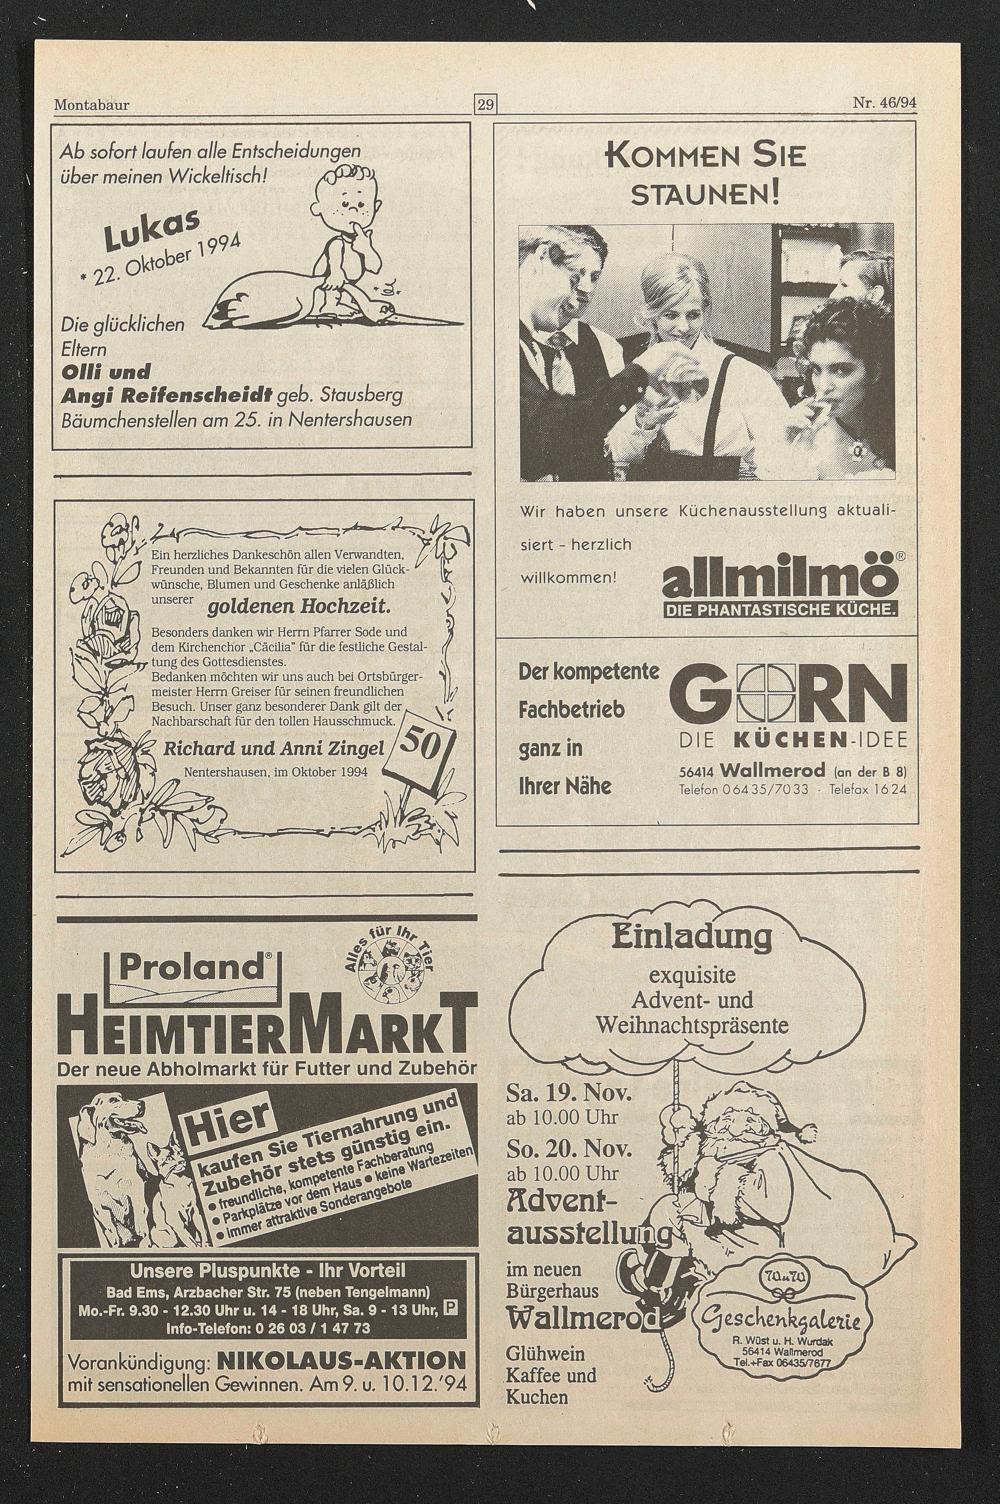 Montabaur
29
Nr. 46/94
Ab sofort laufen alle Entscheidungen
über meinen Wickeltisch!
Lukas
* 22. Oktober 1994
Die glücklichen
Eltern
Olli und
Angi Reifenscheidt geb. Stausberg
Bäumchenstellen am 25. in Nentershausen
Ein herzliches Dankeschön allen Verwandten,
Freunden und Bekannten für die vielen Glück-
wünsche, Blumen und Geschenke anläßlich
unserer goldenen Hochzeit.
Besonders danken wir Herrn Pfarrer Sode und
dem Kirchenchor „Cäcilia" für die festliche Gestal-
tung des Gottesdienstes.
Bedanken möchten wir uns auch bei Ortsbürger-
meister Herrn Greiser für seinen freundlichen
Besuch. Unser ganz besonderer Dank gilt der
Nachbarschaft für den tollen Hausschmuck.
Richard und Anni Zingel
50
Nentershausen, im Oktober 1994
Proland®
Alles für Ihr Tier
HEIMTIERMARKT
Der neue Abholmarkt für Futter und Zubehör
Hier
kaufen Sie Tiernahrung und
Zubehör stets günstig ein.
• freundliche, kompetente Fachberatung
• Parkplätze vor dem Haus • keine Wartezeiten
• immer attraktive Sonderangebote
Unsere Pluspunkte - Ihr Vorteil
Bad Ems, Arzbacher Str. 75 (neben Tengelmann)
Mo.-Fr. 9.30 - 12.30 Uhr u. 14 - 18 Uhr, Sa. 9 - 13 Uhr, P
Info-Telefon: 0 26 03 / 1 47 73
Vorankündigung: NIKOLAUS-AKTION
mit sensationellen Gewinnen. Am 9. u. 10.12.'94
KOMMEN SIE
STAUNEN!
Wir haben unsere Küchenausstellung aktuali-
siert - herzlich
willkommen!
allmilmö®
DIE PHANTASTISCHE KÜCHE.
Der kompetente
Fachbetrieb
ganz in
Ihrer Nähe
GORN
DIE KÜCHEN-IDEE
56414 Wallmerod (an der B 8)
Telefon 06435/7033 · Telefax 1624
Einladung
exquisite
Advent- und
Weihnachtspräsente
Sa. 19. Nov.
ab 10.00 Uhr
So. 20. Nov.
ab 10.00 Uhr
Advent-
ausstellung
im neuen
Bürgerhaus
Wallmerod
Glühwein
Kaffee und
Kuchen
Geschenkgalerie
R. Wüst u. H. Wurdak
56414 Wallmerod
Tel.+Fax 06435/7677